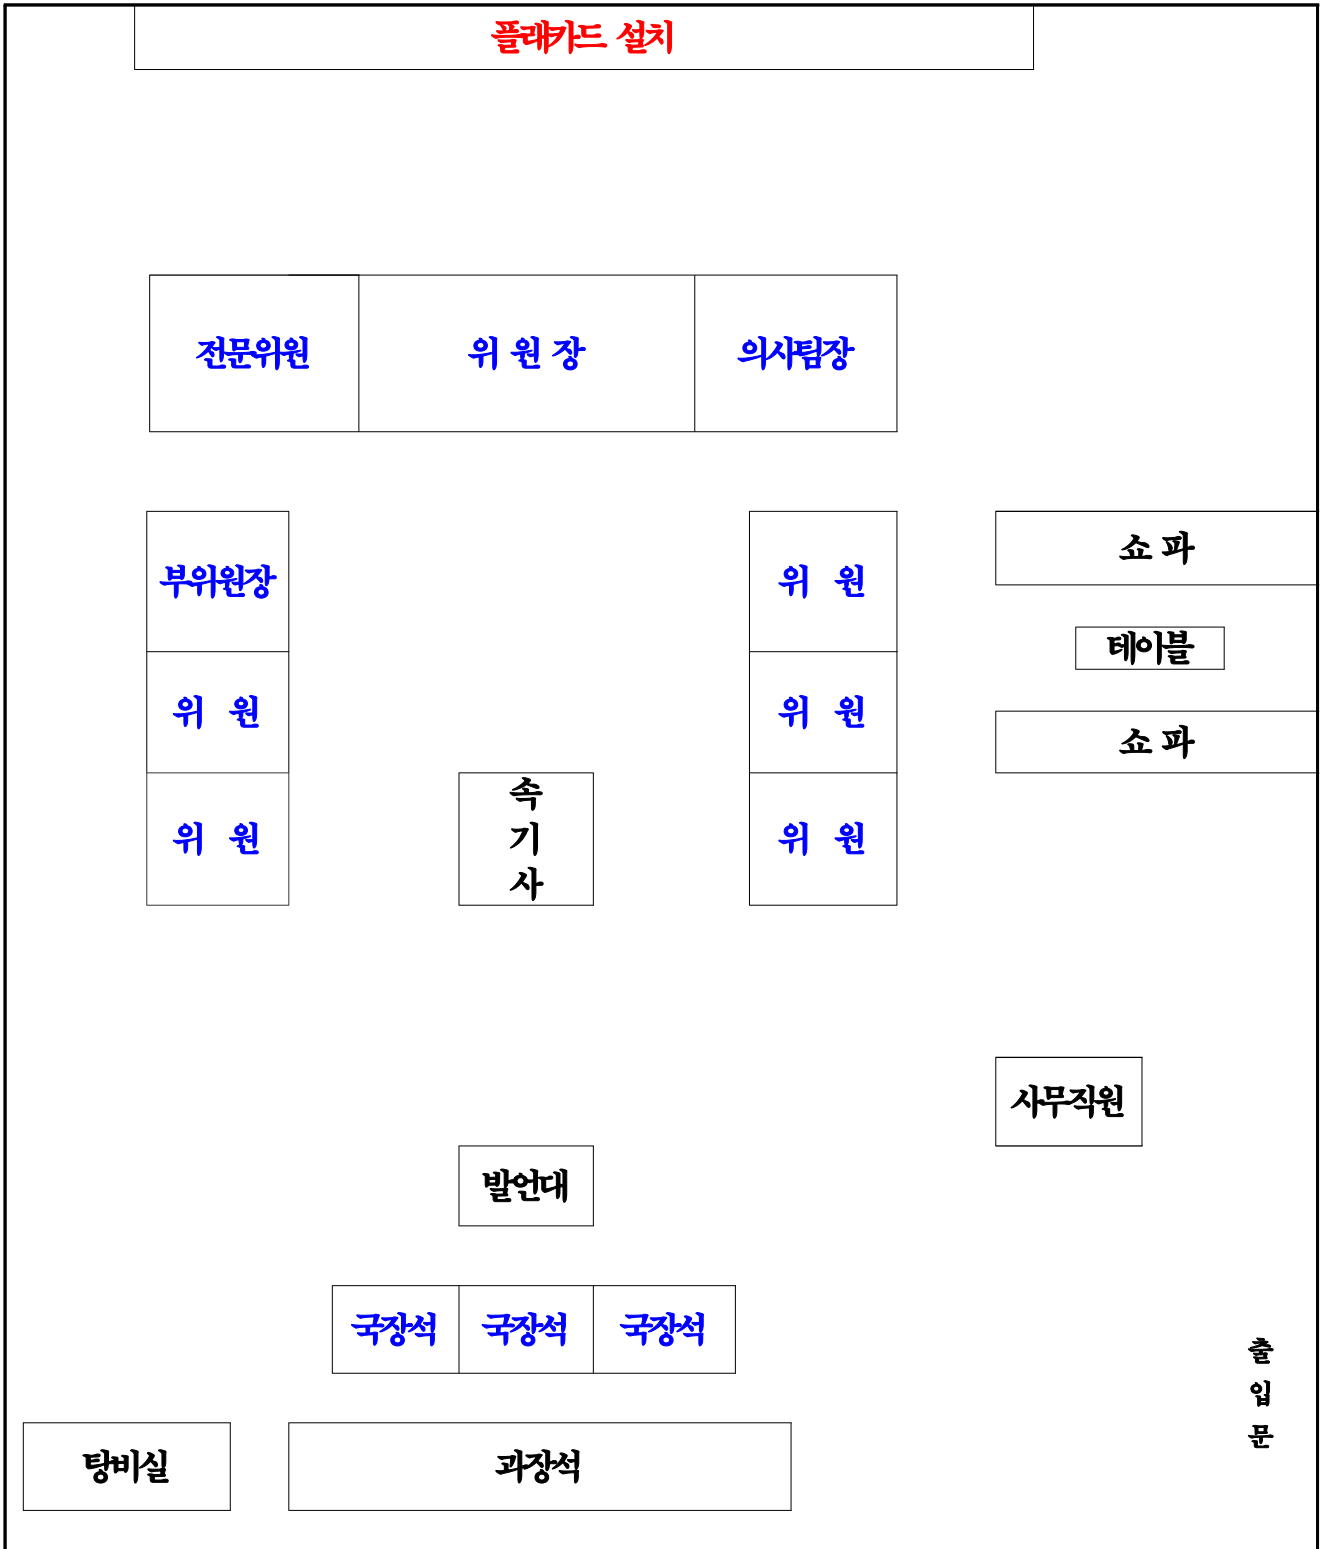 플래카드 설치
전문위원
위 원 장
의사팀장
부위원장
위 원
쇼 파
테이블
위 원
위 원
쇼 파
위 원
속
기
사
위 원
사무직원
발언대
국장석
국장석
국장석
출
입
문
탕비실
과장석